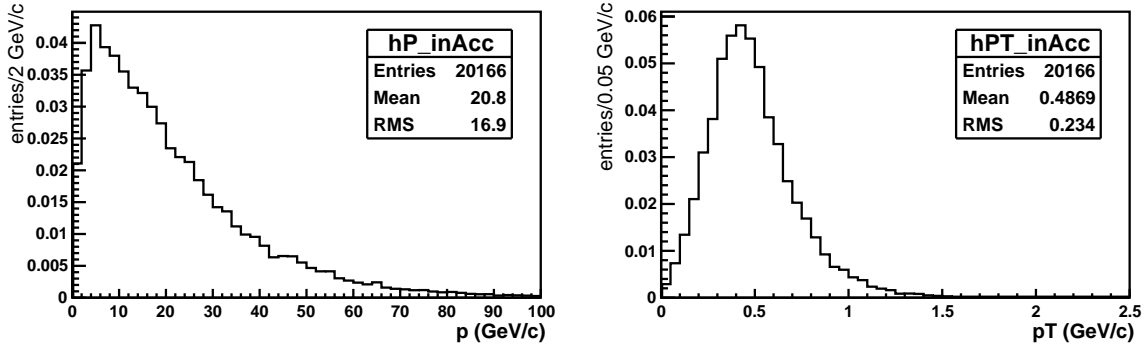 entries/2 GeV/c
0.04
0.035
0.03
0.025
0.02
0.015
0.01
0.005
0
hP_inAcc
Entries 20166
Mean 20.8
RMS 16.9
0 10 20 30 40 50 60 70 80 90 100
p (GeV/c)
entries/0.05 GeV/c
0.06
0.05
0.04
0.03
0.02
0.01
0
hPT_inAcc
Entries 20166
Mean 0.4869
RMS 0.234
0 0.5 1 1.5 2 2.5
pT (GeV/c)